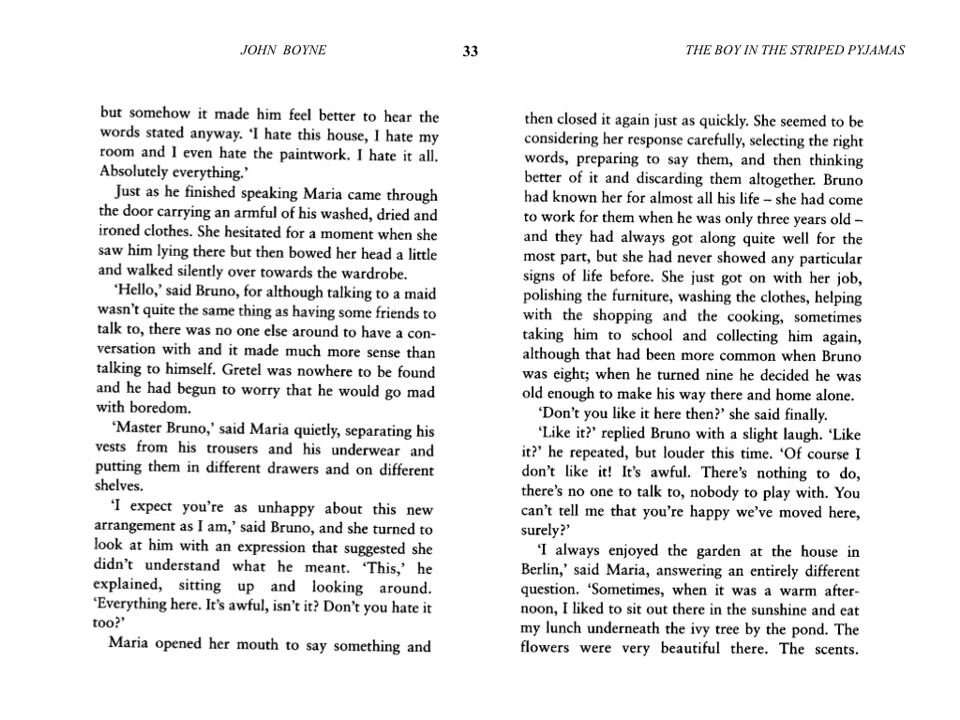 JOHN BOYNE
33
THE BOY IN THE STRIPED PYJAMAS
but somehow it made him feel better to hear the
words stated anyway. ‘I hate this house, I hate my
room and I even hate the paintwork. I hate it all.
Absolutely everything.’
Just as he finished speaking Maria came through
the door carrying an armful of his washed, dried and
ironed clothes. She hesitated for a moment when she
saw him lying there but then bowed her head a little
and walked silently over towards the wardrobe.
‘Hello,’ said Bruno, for although talking to a maid
wasn’t quite the same thing as having some friends to
talk to, there was no one else around to have a con-
versation with and it made much more sense than
talking to himself. Gretel was nowhere to be found
and he had begun to worry that he would go mad
with boredom.
‘Master Bruno,’ said Maria quietly, separating his
vests from his trousers and his underwear and
putting them in different drawers and on different
shelves.
‘I expect you’re as unhappy about this new
arrangement as I am,’ said Bruno, and she turned to
look at him with an expression that suggested she
didn’t understand what he meant. ‘This,’ he
explained, sitting up and looking around.
‘Everything here. It’s awful, isn’t it? Don’t you hate it
too?’
Maria opened her mouth to say something and
then closed it again just as quickly. She seemed to be
considering her response carefully, selecting the right
words, preparing to say them, and then thinking
better of it and discarding them altogether. Bruno
had known her for almost all his life – she had come
to work for them when he was only three years old –
and they had always got along quite well for the
most part, but she had never showed any particular
signs of life before. She just got on with her job,
polishing the furniture, washing the clothes, helping
with the shopping and the cooking, sometimes
taking him to school and collecting him again,
although that had been more common when Bruno
was eight; when he turned nine he decided he was
old enough to make his way there and home alone.
‘Don’t you like it here then?’ she said finally.
‘Like it?’ replied Bruno with a slight laugh. ‘Like
it?’ he repeated, but louder this time. ‘Of course I
don’t like it! It’s awful. There’s nothing to do,
there’s no one to talk to, nobody to play with. You
can’t tell me that you’re happy we’ve moved here,
surely?’
‘I always enjoyed the garden at the house in
Berlin,’ said Maria, answering an entirely different
question. ‘Sometimes, when it was a warm after-
noon, I liked to sit out there in the sunshine and eat
my lunch underneath the ivy tree by the pond. The
flowers were very beautiful there. The scents.